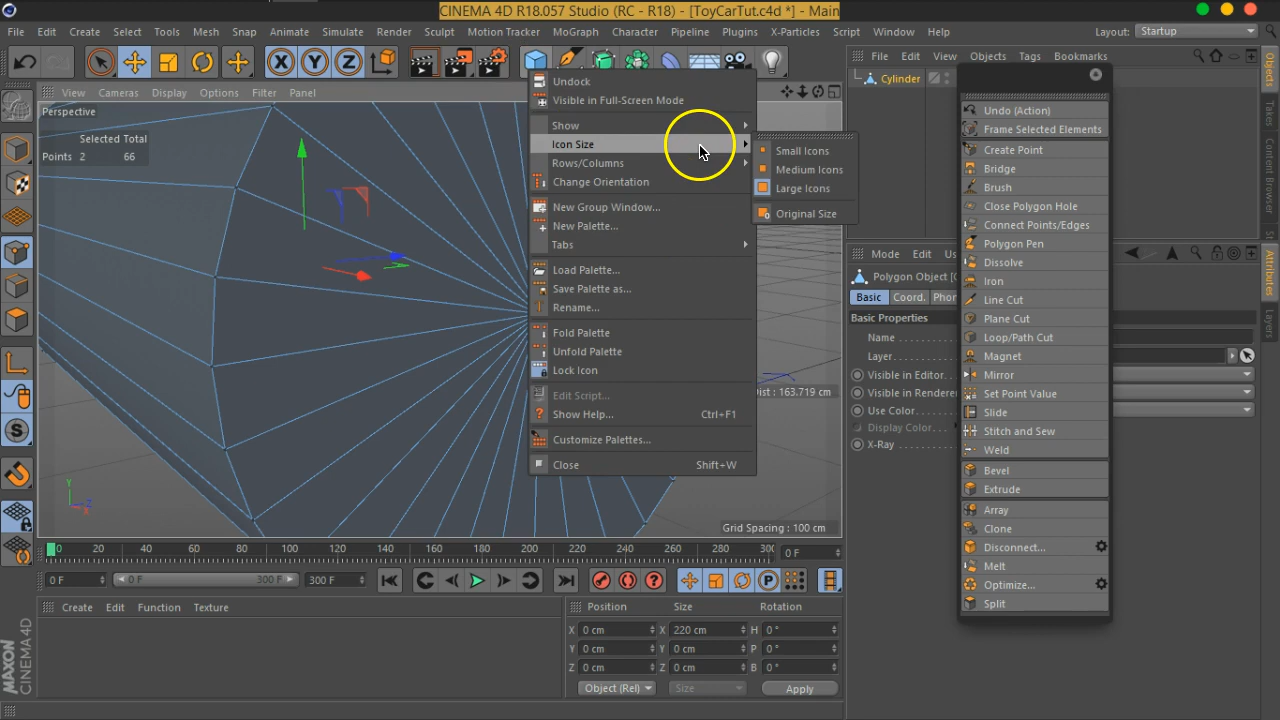 CINEMA 4D R18.057 Studio (RC - R18) - [ToyCarTut.c4d *] - Main
File Edit Create Select Tools Mesh Snap Animate Simulate Render Sculpt Motion Tracker MoGraph Character Pipeline Plugins X-Particles Script Window Help Layout: Startup
File Edit View Objects Tags Bookmarks
View Cameras Display Options Filter Panel
Cylinder
Perspective
Selected Total
Points 2 66
Undock
Visible in Full-Screen Mode
Show
Icon Size
Rows/Columns
Change Orientation
New Group Window...
New Palette...
Tabs
Load Palette...
Save Palette as...
Rename...
Fold Palette
Unfold Palette
Lock Icon
Edit Script...
Show Help... Ctrl+F1
Customize Palettes...
Close Shift+W
Small Icons
Medium Icons
Large Icons
Original Size
Undo (Action)
Frame Selected Elements
Create Point
Bridge
Brush
Close Polygon Hole
Connect Points/Edges
Polygon Pen
Dissolve
Iron
Line Cut
Plane Cut
Loop/Path Cut
Magnet
Mirror
Set Point Value
Slide
Stitch and Sew
Weld
Bevel
Extrude
Array
Clone
Disconnect...
Melt
Optimize...
Split
Objects
Takes
Content Browser
Attributes
Layers
Mode Edit
Polygon Object
Basic Coord.
Basic Properties
Name
Layer
Visible in Editor
Visible in Rendere
Use Color
Display Color
X-Ray
Dist : 163.719 cm
Grid Spacing : 100 cm
Y
X Y Z
S
P
0 20 40 60 80 100 120 140 160 180 200 220 240 260 280 0 F
0 F 0 F 300 F 300 F
Create Edit Function Texture
Position Size Rotation
X 0 cm X 220 cm H 0 °
Y 0 cm Y 0 cm P 0 °
Z 0 cm Z 0 cm B 0 °
Object (Rel) Size Apply
MAXON
CINEMA 4D